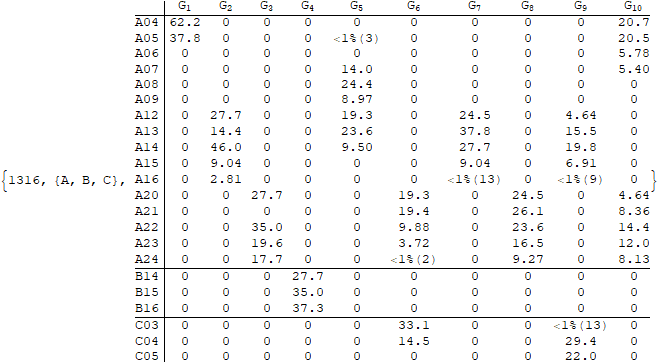 G1 G2 G3 G4 G5 G6 G7 G8 G9 G10
A04 62.2 0 0 0 0 0 0 0 0 20.7
A05 37.8 0 0 0 <1%(3) 0 0 0 0 20.5
A06 0 0 0 0 0 0 0 0 0 5.78
A07 0 0 0 0 14.0 0 0 0 0 5.40
A08 0 0 0 0 24.4 0 0 0 0 0
A09 0 0 0 0 8.97 0 0 0 0 0
A12 0 27.7 0 0 19.3 0 24.5 0 4.64 0
A13 0 14.4 0 0 23.6 0 37.8 0 15.5 0
A14 0 46.0 0 0 9.50 0 27.7 0 19.8 0
A15 0 9.04 0 0 0 0 9.04 0 6.91 0
{1316, {A, B, C}, A16 0 2.81 0 0 0 0 <1%(13) 0 <1%(9) 0 }
A20 0 0 27.7 0 0 19.3 0 24.5 0 4.64
A21 0 0 0 0 0 19.4 0 26.1 0 8.36
A22 0 0 35.0 0 0 9.88 0 23.6 0 14.4
A23 0 0 19.6 0 0 3.72 0 16.5 0 12.0
A24 0 0 17.7 0 0 <1%(2) 0 9.27 0 8.13
B14 0 0 0 27.7 0 0 0 0 0 0
B15 0 0 0 35.0 0 0 0 0 0 0
B16 0 0 0 37.3 0 0 0 0 0 0
C03 0 0 0 0 0 33.1 0 0 <1%(13) 0
C04 0 0 0 0 0 14.5 0 0 29.4 0
C05 0 0 0 0 0 0 0 0 22.0 0